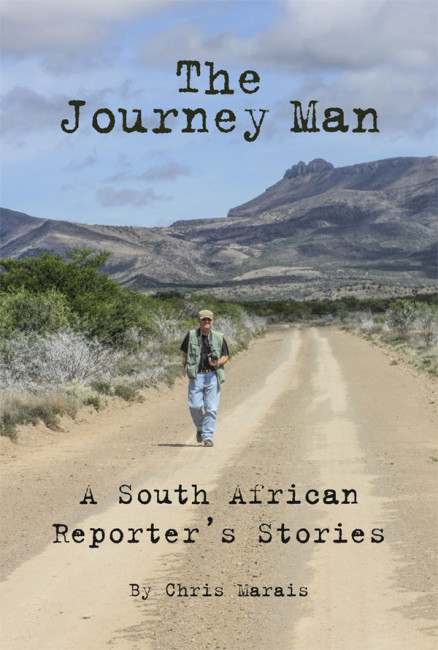 The
Journey Man
A South African
Reporter's Stories
By Chris Marais